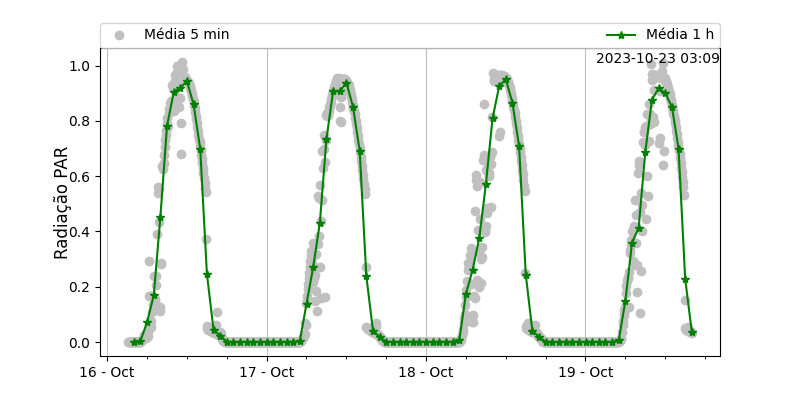 Média 5 min
Média 1 h
2023-10-23 03:09
Radiação PAR
1.0
0.8
0.6
0.4
0.2
0.0
16 - Oct
17 - Oct
18 - Oct
19 - Oct